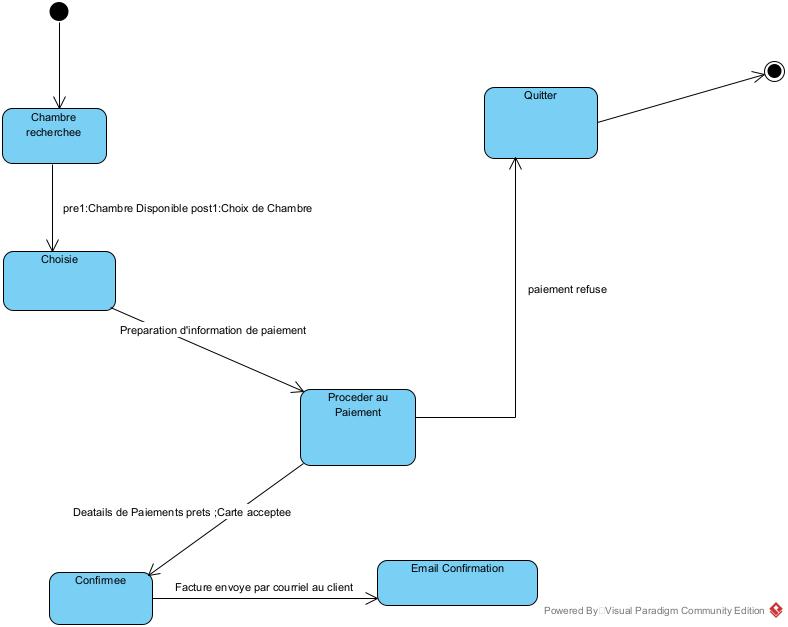 Chambre
recherchee
Quitter
pre1:Chambre Disponible post1:Choix de Chambre
Choisie
paiement refuse
Preparation d'information de paiement
Proceder au
Paiement
Deatails de Paiements prets ;Carte acceptee
Confirmee
Facture envoye par courriel au client
Email Confirmation
Powered By Visual Paradigm Community Edition